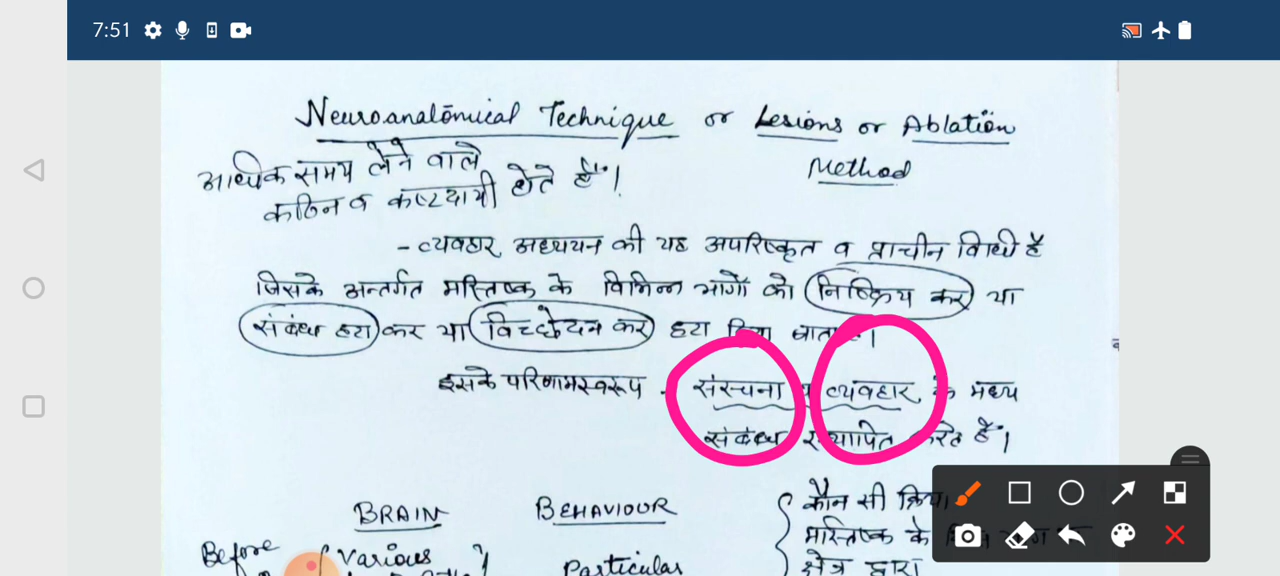 7:51
Neuroanatomical Technique or Lesions or Ablation
Method
अधिक समय लेने वाले
कठिन व कष्टदायी होते हैं।
- व्यवहार अध्ययन की यह अपरिष्कृत व प्राचीन विधी है
जिसके अन्तर्गत मस्तिष्क के विभिन्न भागों को निष्क्रिय कर या
संबंध हटा कर या विच्छेदन कर हटा दिया जाता है।
इसके परिणामस्वरूप - संरचना व व्यवहार के मध्य
संबंध स्थापित करते हैं।
BRAIN BEHAVIOUR
कौन सी क्रिया
मस्तिष्क के
क्षेत्र द्वारा
Before Various
Particular